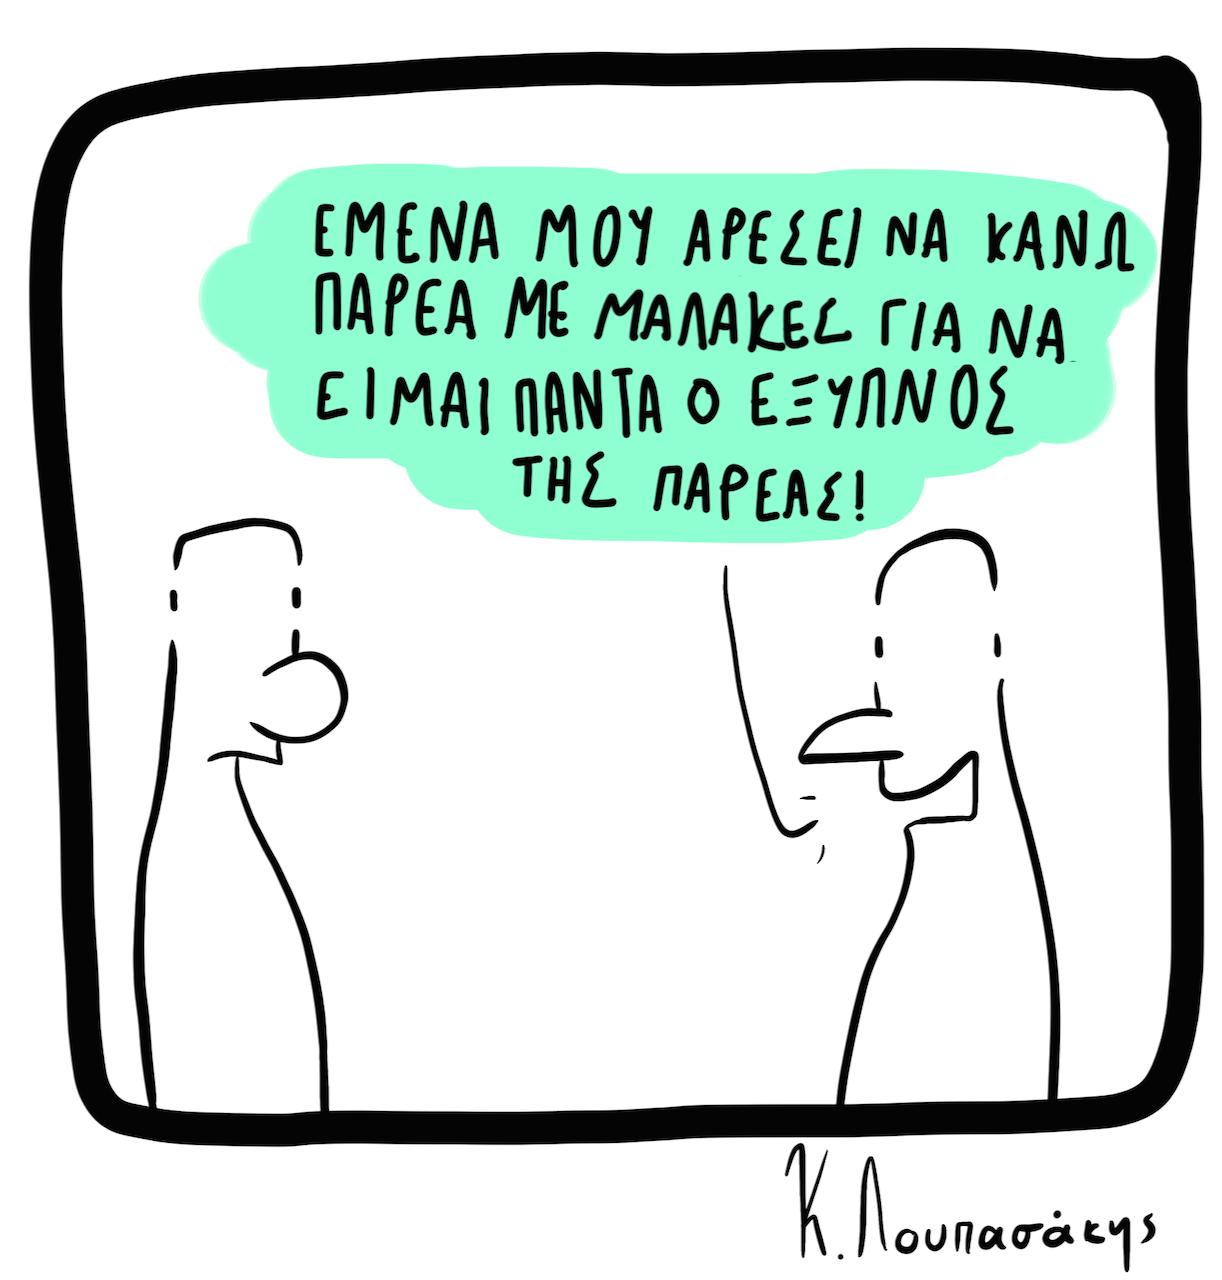 ΕΜΕΝΑ ΜΟΥ ΑΡΕΣΕΙ ΝΑ ΚΑΝΩ
ΠΑΡΕΑ ΜΕ ΜΑΛΑΚΕΣ ΓΙΑ ΝΑ
ΕΙΜΑΙ ΠΑΝΤΑ Ο ΕΞΥΠΝΟΣ
ΤΗΣ ΠΑΡΕΑΣ!
Κ. Λουπασάκης